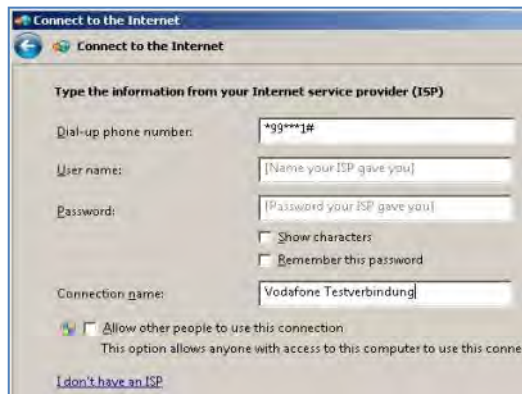 Connect to the Internet
Connect to the Internet
Type the information from your Internet service provider (ISP)
Dial-up phone number: *99***1#
User name: [Name your ISP gave you]
Password: [Password your ISP gave you]
Show characters
Remember this password
Connection name: Vodafone Testverbindung
Allow other people to use this connection
This option allows anyone with access to this computer to use this conne
I don't have an ISP